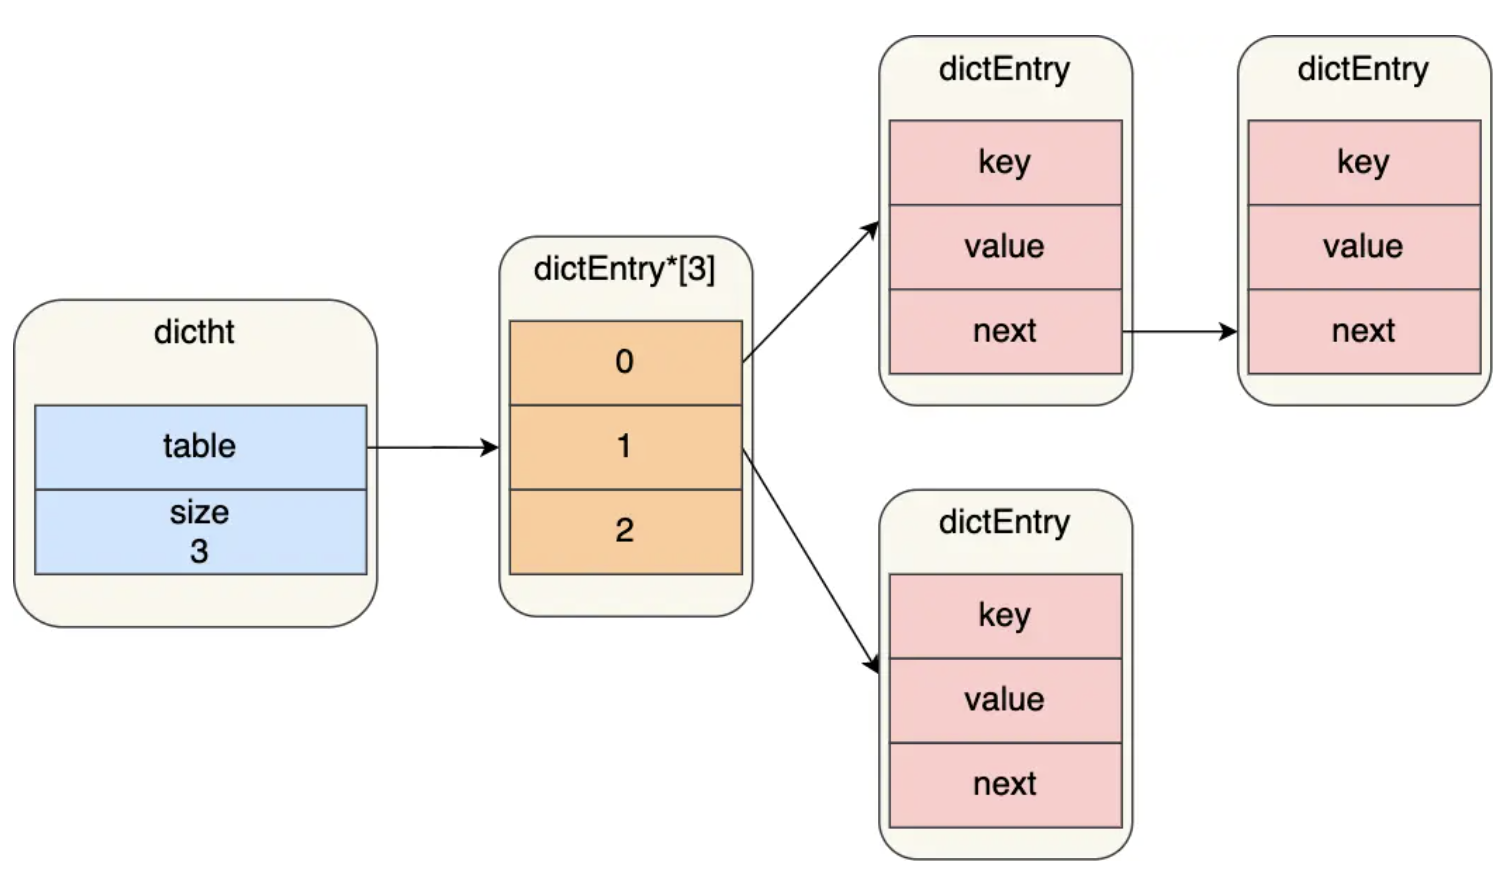 dictht
table
size
3
dictEntry*[3]
0
1
2
dictEntry
key
value
next
dictEntry
key
value
next
dictEntry
key
value
next